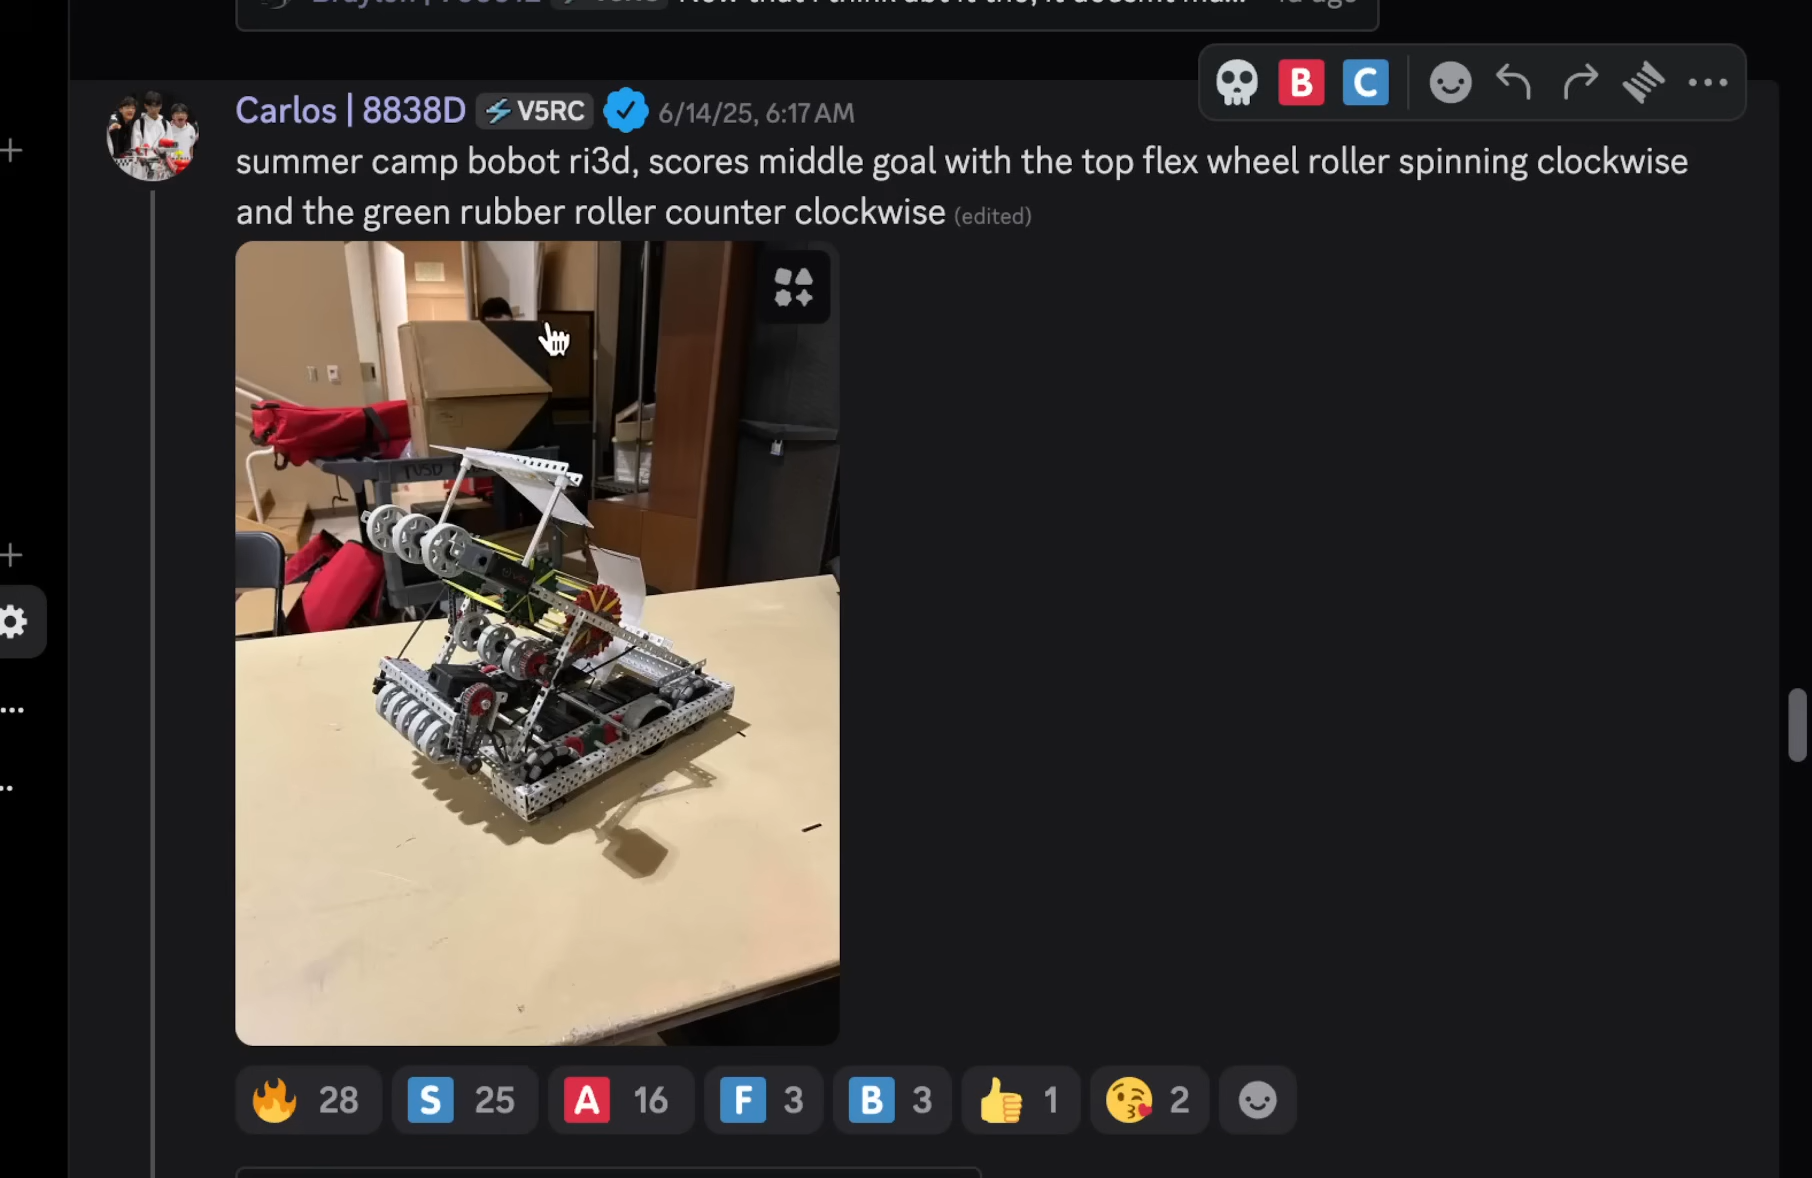 Carlos | 8838D V5RC 6/14/25, 6:17 AM
summer camp bobot ri3d, scores middle goal with the top flex wheel roller spinning clockwise
and the green rubber roller counter clockwise (edited)
TUSD
28 S 25 A 16 F 3 B 3 1 2
B C